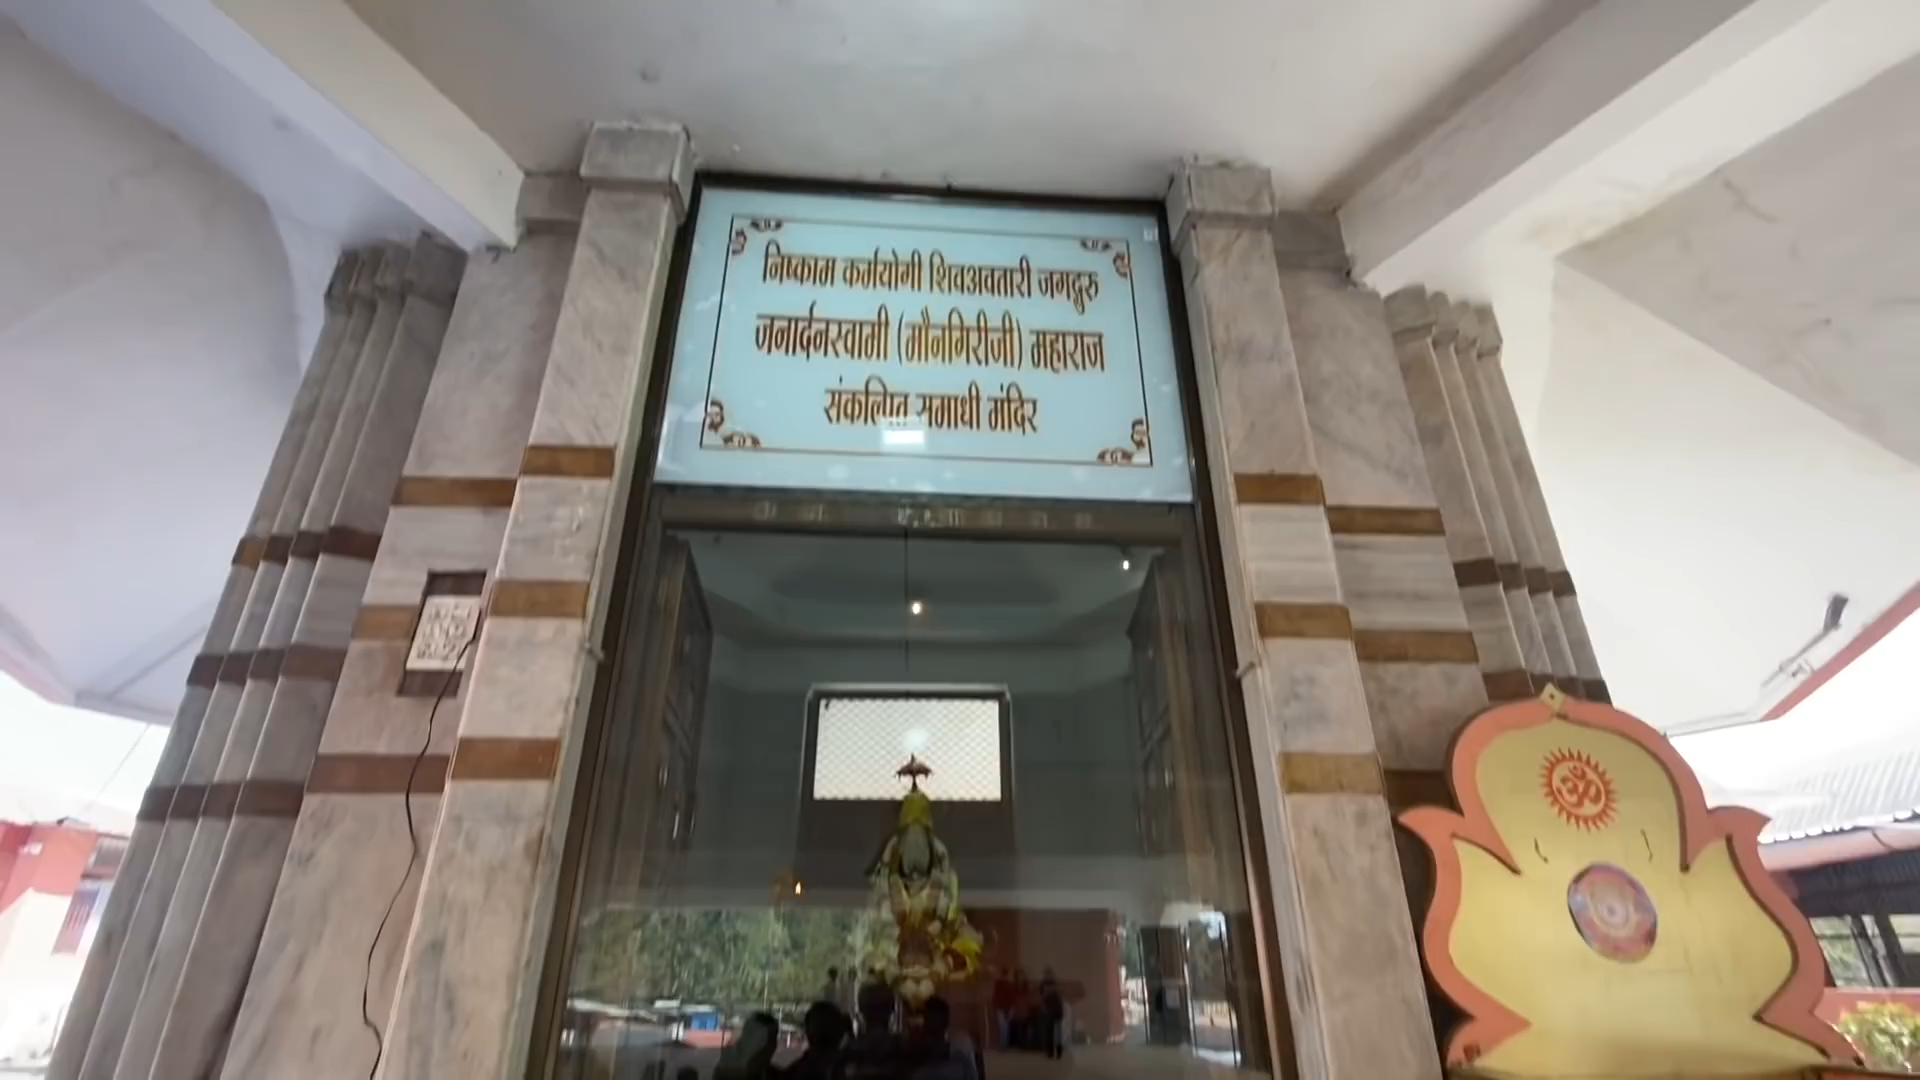 निष्काम कर्मयोगी शिवअवतारी जगद्गुरु
जनार्दनस्वामी (मौनगिरीजी) महाराज
संकल्पित समाधी मंदिर
ॐ